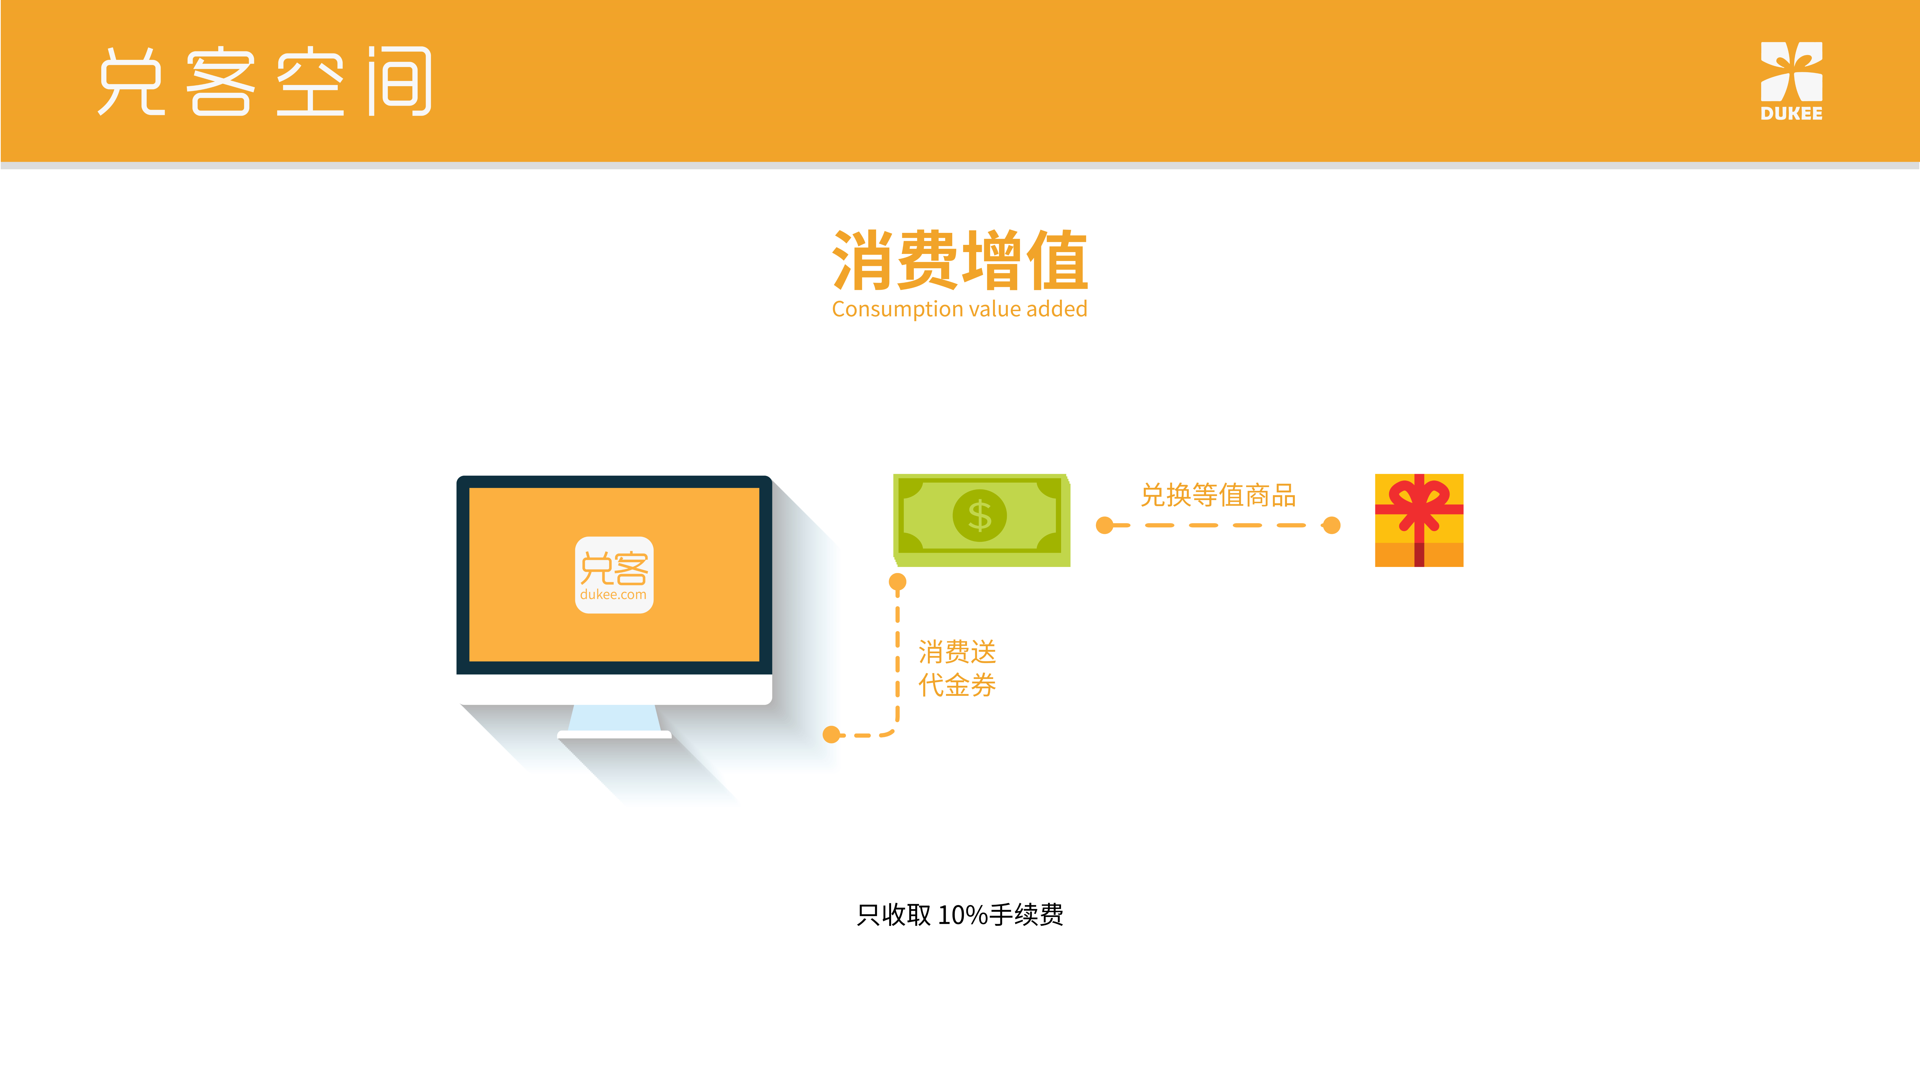 兑客空间
DUKEE
消费增值
Consumption value added
兑客
dukee.com
$
兑换等值商品
消费送
代金券
只收取 10%手续费